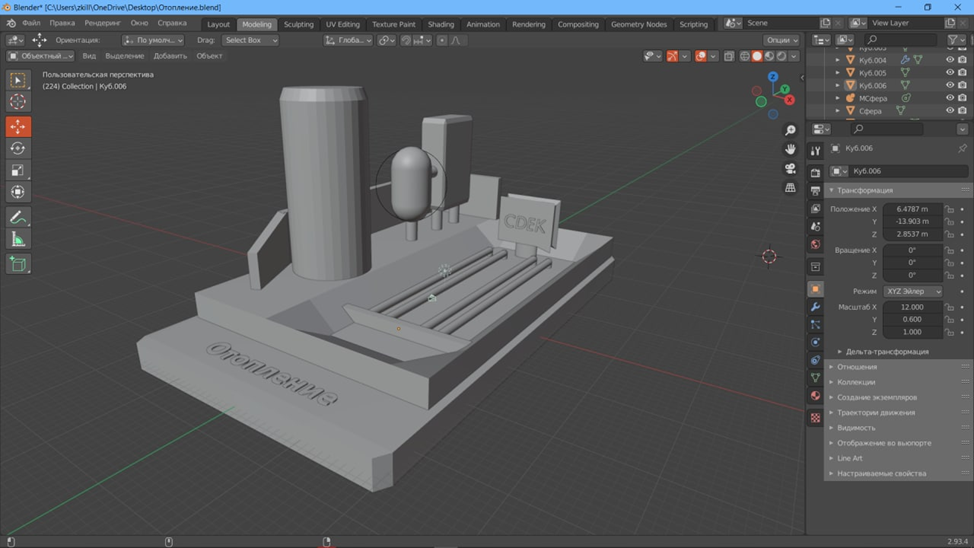 Blender* [C:\Users\zkill\OneDrive\Desktop\Отопление.blend]
Файл Правка Рендеринг Окно Справка Layout Modeling Sculpting UV Editing Texture Paint Shading Animation Rendering Compositing Geometry Nodes Scripting Scene View Layer
Ориентация: По умолч... Drag: Select Box Глоба... Опции
Объектный ... Вид Выделение Добавить Объект
Пользовательская перспектива
(224) Collection | Куб.006
CDEK
Отопление
Z
Y
X
Куб.004
Куб.005
Куб.006
МСфера
Сфера
Куб.006
Куб.006
Трансформация
Положение X 6.4787 m
Y -13.903 m
Z 2.8537 m
Вращение X 0°
Y 0°
Z 0°
Режим XYZ Эйлер
Масштаб X 12.000
Y 0.600
Z 1.000
Дельта-трансформация
Отношения
Коллекции
Создание экземпляров
Траектории движения
Видимость
Отображение во вьюпорте
Line Art
Настраиваемые свойства
2.93.4